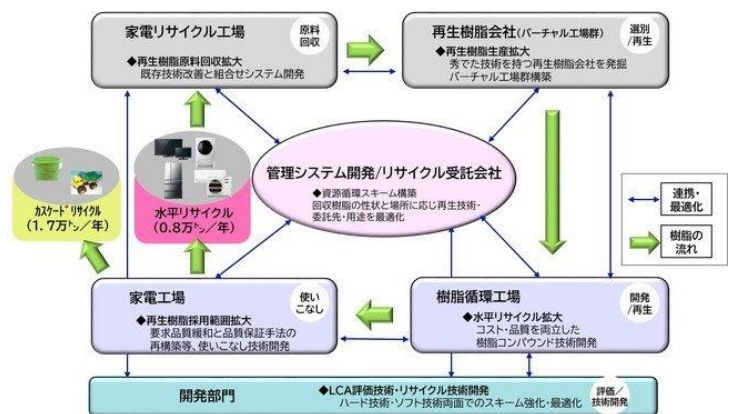 家電リサイクル工場
原料
回収
◆再生樹脂原料回収拡大
既存技術改善と組合せシステム開発
再生樹脂会社(バーチャル工場群)
選別
/再生
◆再生樹脂生産拡大
秀でた技術を持つ再生樹脂会社を発掘
バーチャル工場群構築
管理システム開発/リサイクル受託会社
◆資源循環スキーム構築
回収樹脂の性状と場所に応じ再生技術・
委託先・用途を最適化
カスケードリサイクル
(1.7万トン/年)
水平リサイクル
(0.8万トン/年)
連携・
最適化
樹脂の
流れ
家電工場
使い
こなし
◆再生樹脂採用範囲拡大
要求品質緩和と品質保証手法の
再構築等、使いこなし技術開発
樹脂循環工場
開発
/再生
◆水平リサイクル拡大
コスト・品質を両立した
樹脂コンパウンド技術開発
開発部門
◆LCA評価技術・リサイクル技術開発
ハード技術・ソフト技術両面でのスキーム強化・最適化
評価/
技術開発